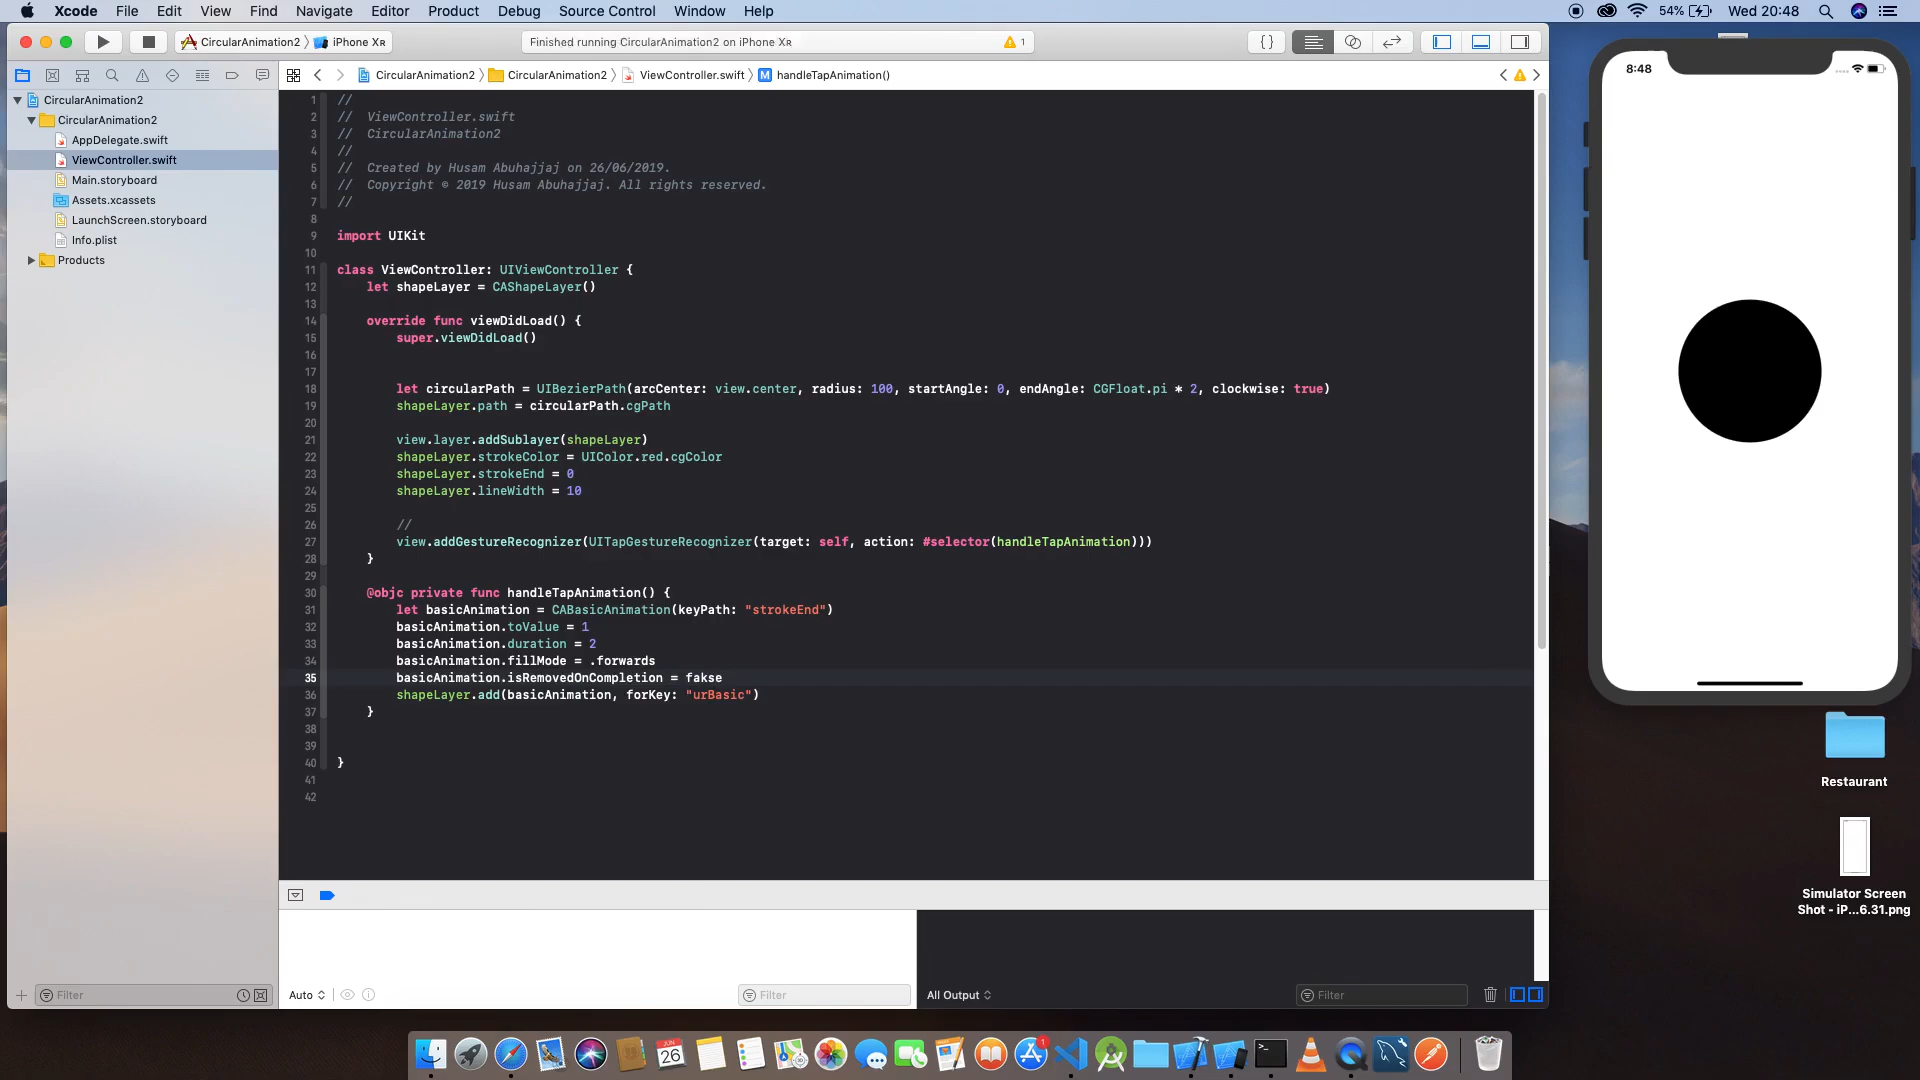 Xcode File Edit View Find Navigate Editor Product Debug Source Control Window Help 54% Wed 20:48
CircularAnimation2 iPhone XR Finished running CircularAnimation2 on iPhone XR 1
CircularAnimation2 CircularAnimation2 ViewController.swift M handleTapAnimation()
CircularAnimation2
CircularAnimation2
AppDelegate.swift
ViewController.swift
Main.storyboard
Assets.xcassets
LaunchScreen.storyboard
Info.plist
Products
1 //
2 // ViewController.swift
3 // CircularAnimation2
4 //
5 // Created by Husam Abuhajjaj on 26/06/2019.
6 // Copyright © 2019 Husam Abuhajjaj. All rights reserved.
7 //
8
9 import UIKit
10
11 class ViewController: UIViewController {
12 let shapeLayer = CAShapeLayer()
13
14 override func viewDidLoad() {
15 super.viewDidLoad()
16
17
18 let circularPath = UIBezierPath(arcCenter: view.center, radius: 100, startAngle: 0, endAngle: CGFloat.pi * 2, clockwise: true)
19 shapeLayer.path = circularPath.cgPath
20
21 view.layer.addSublayer(shapeLayer)
22 shapeLayer.strokeColor = UIColor.red.cgColor
23 shapeLayer.strokeEnd = 0
24 shapeLayer.lineWidth = 10
25
26 //
27 view.addGestureRecognizer(UITapGestureRecognizer(target: self, action: #selector(handleTapAnimation)))
28 }
29
30 @objc private func handleTapAnimation() {
31 let basicAnimation = CABasicAnimation(keyPath: "strokeEnd")
32 basicAnimation.toValue = 1
33 basicAnimation.duration = 2
34 basicAnimation.fillMode = .forwards
35 basicAnimation.isRemovedOnCompletion = fakse
36 shapeLayer.add(basicAnimation, forKey: "urBasic")
37 }
38
39
40 }
41
42
8:48
Restaurant
Simulator Screen
Shot - iP...6.31.png
Filter
Auto
Filter
All Output
Filter
JUN
26
1